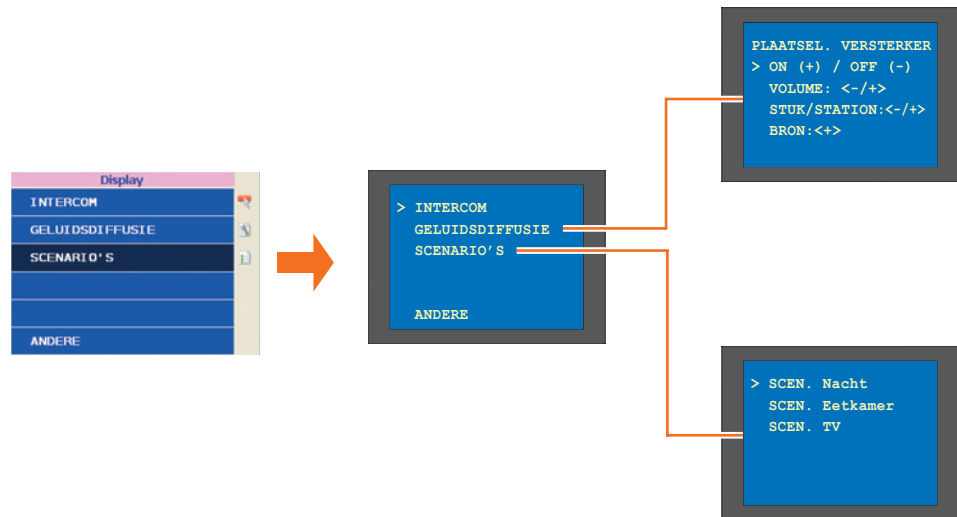 Display
INTERCOM
GELUIDSDIFFUSIE
SCENARIO'S
ANDERE
> INTERCOM
GELUIDSDIFFUSIE
SCENARIO'S
ANDERE
PLAATSEL. VERSTERKER
> ON (+) / OFF (-)
VOLUME: <-/+>
STUK/STATION:<-/+>
BRON:<+>
> SCEN. Nacht
SCEN. Eetkamer
SCEN. TV